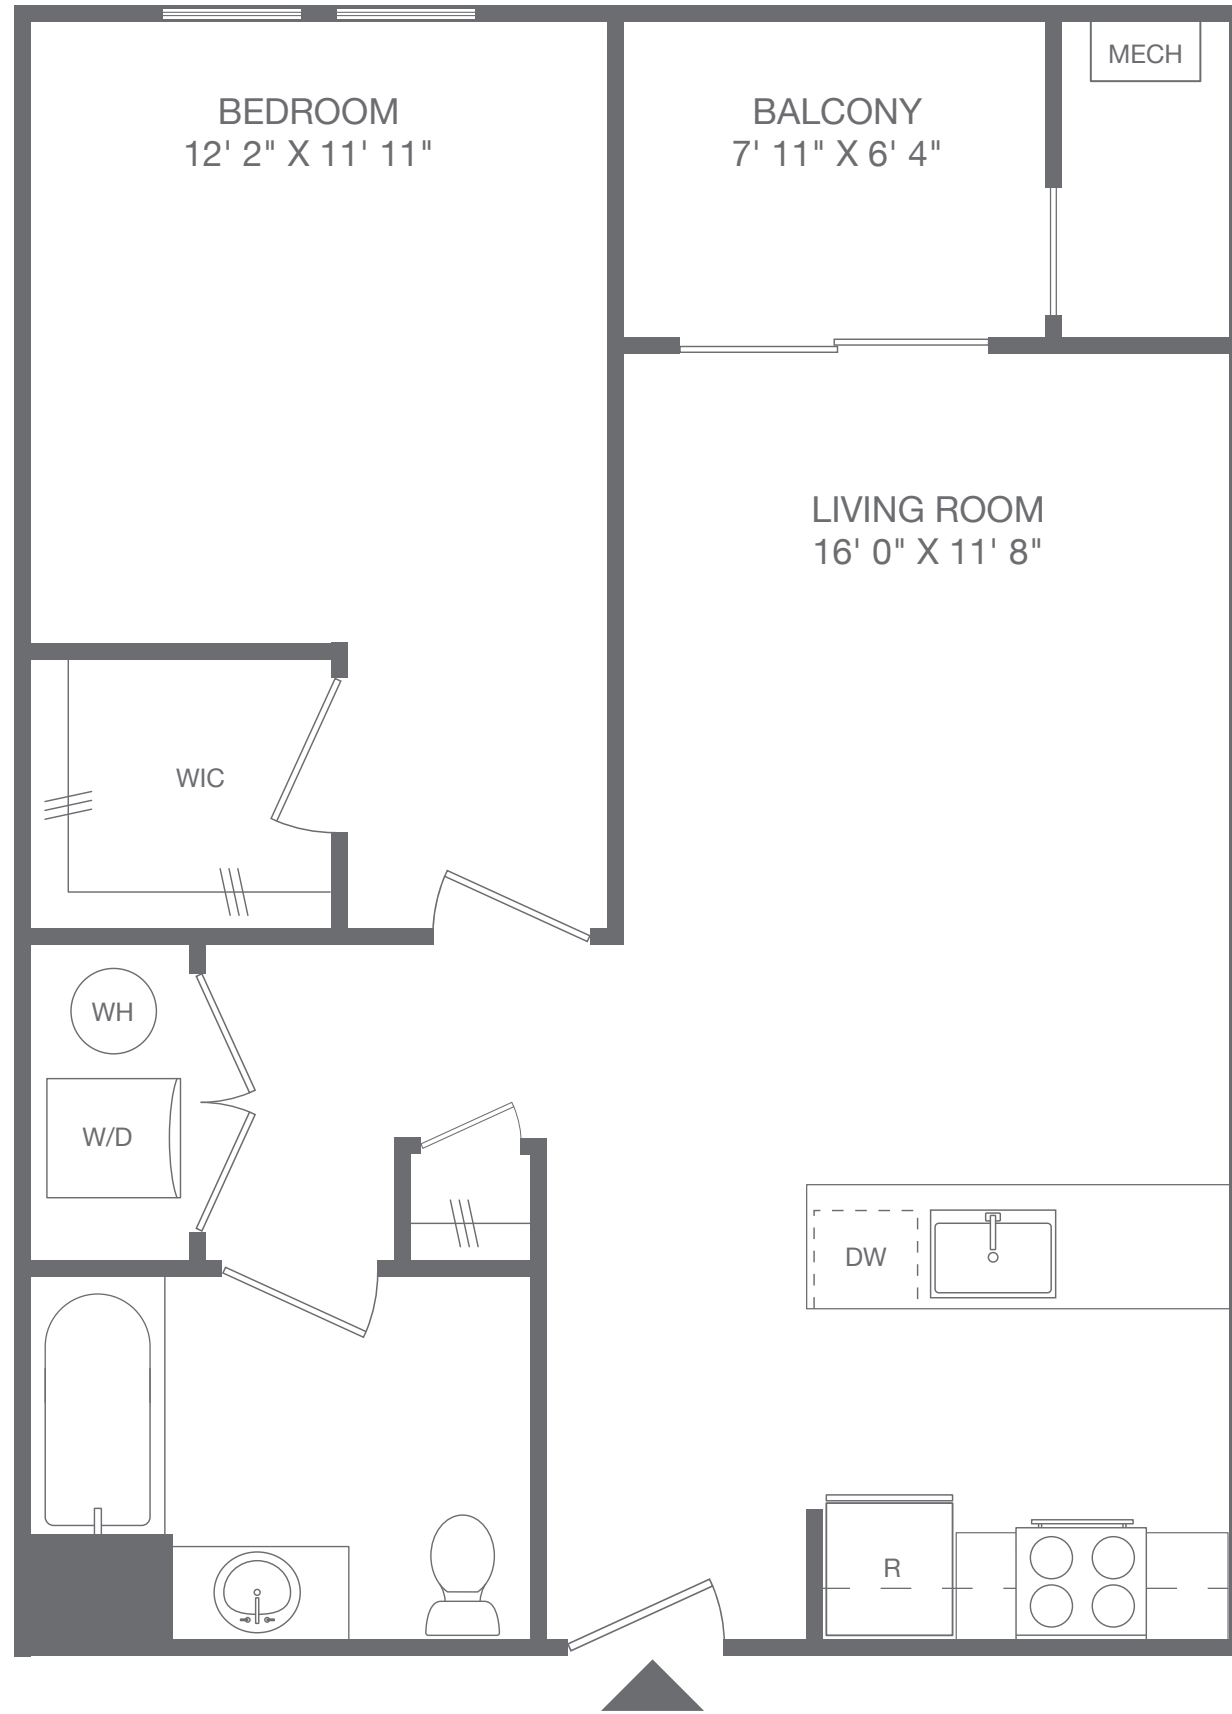 MECH
BEDROOM
12' 2" X 11' 11"
BALCONY
7' 11" X 6' 4"
LIVING ROOM
16' 0" X 11' 8"
WIC
WH
W/D
DW
R